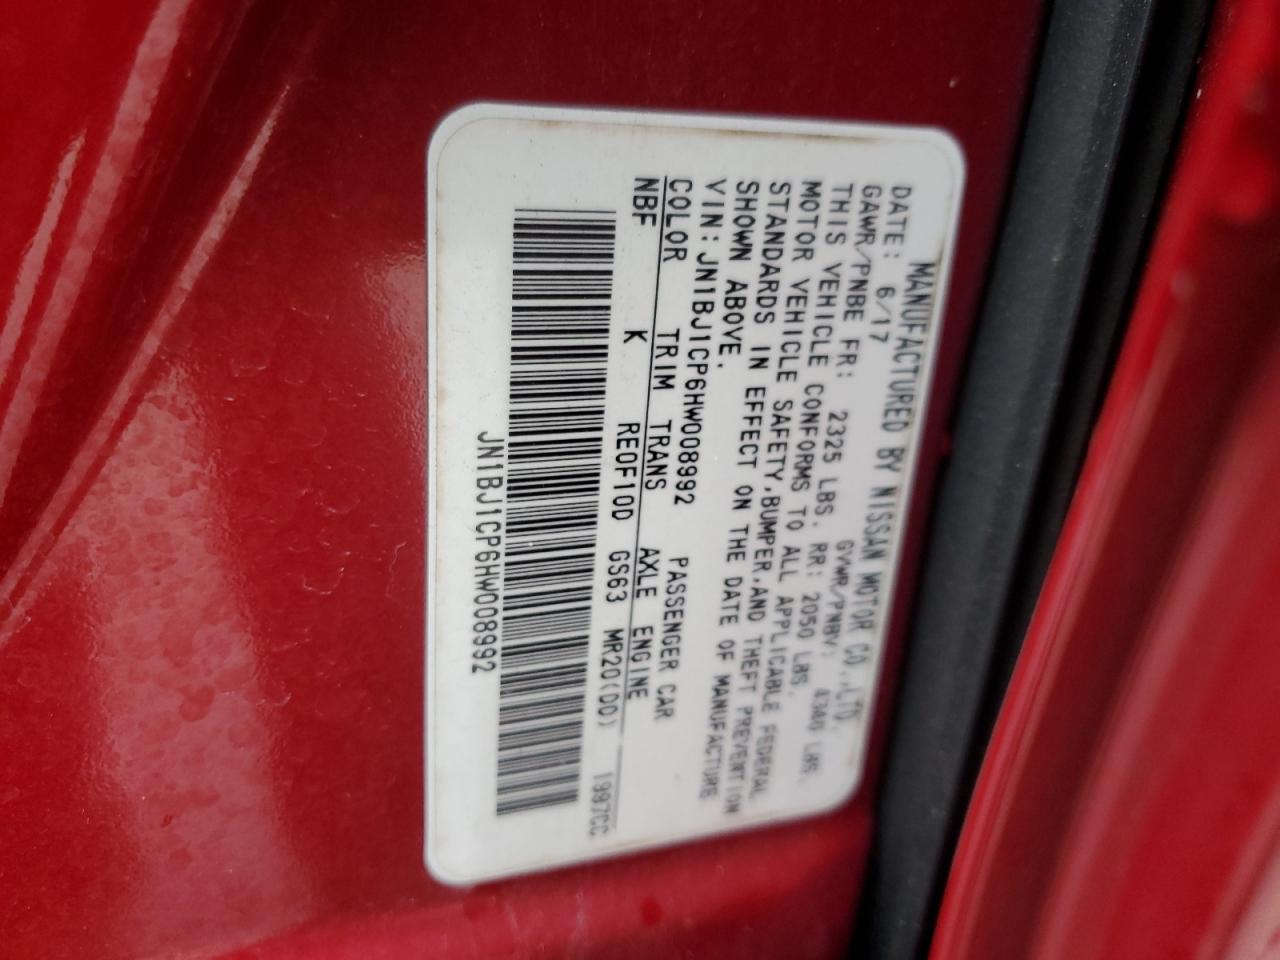 MANUFACTURED BY NISSAN MOTOR CO.,LTD.
DATE: 6/17 GVWR/PNBV: 4380 LBS.
GAWR/PNBE FR: 2325 LBS. RR: 2050 LBS.
THIS VEHICLE CONFORMS TO ALL APPLICABLE FEDERAL
MOTOR VEHICLE SAFETY,BUMPER,AND THEFT PREVENTION
STANDARDS IN EFFECT ON THE DATE OF MANUFACTURE
SHOWN ABOVE.
VIN:JN1BJ1CP6HW008992 PASSENGER CAR
COLOR TRIM TRANS AXLE ENGINE
NBF K RE0F10D GS63 MR20(DD) 1997CC
JN1BJ1CP6HW008992